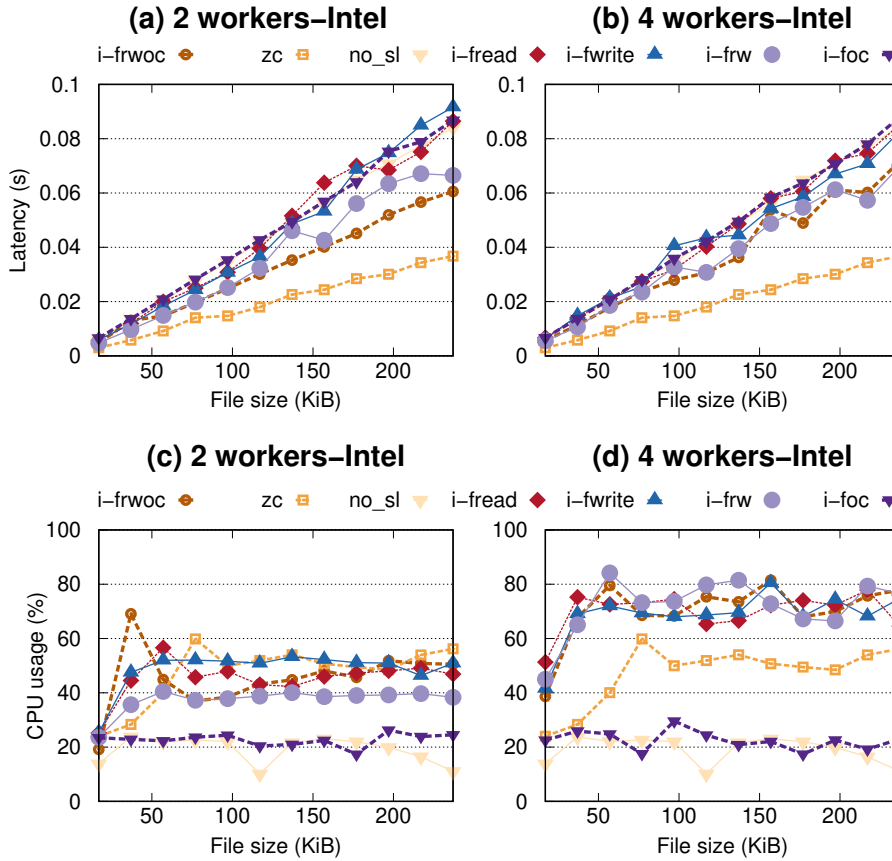 (a) 2 workers–Intel
(b) 4 workers–Intel
i–frwoc zc no_sl i–fread i–fwrite i–frw i–foc
0.1
0.08
0.06
0.04
0.02
0
Latency (s)
50 100 150 200
File size (KiB)
0.1
0.08
0.06
0.04
0.02
0
50 100 150 200
File size (KiB)
(c) 2 workers–Intel
(d) 4 workers–Intel
i–frwoc zc no_sl i–fread i–fwrite i–frw i–foc
100
80
60
40
20
0
CPU usage (%)
50 100 150 200
File size (KiB)
100
80
60
40
20
0
50 100 150 200
File size (KiB)